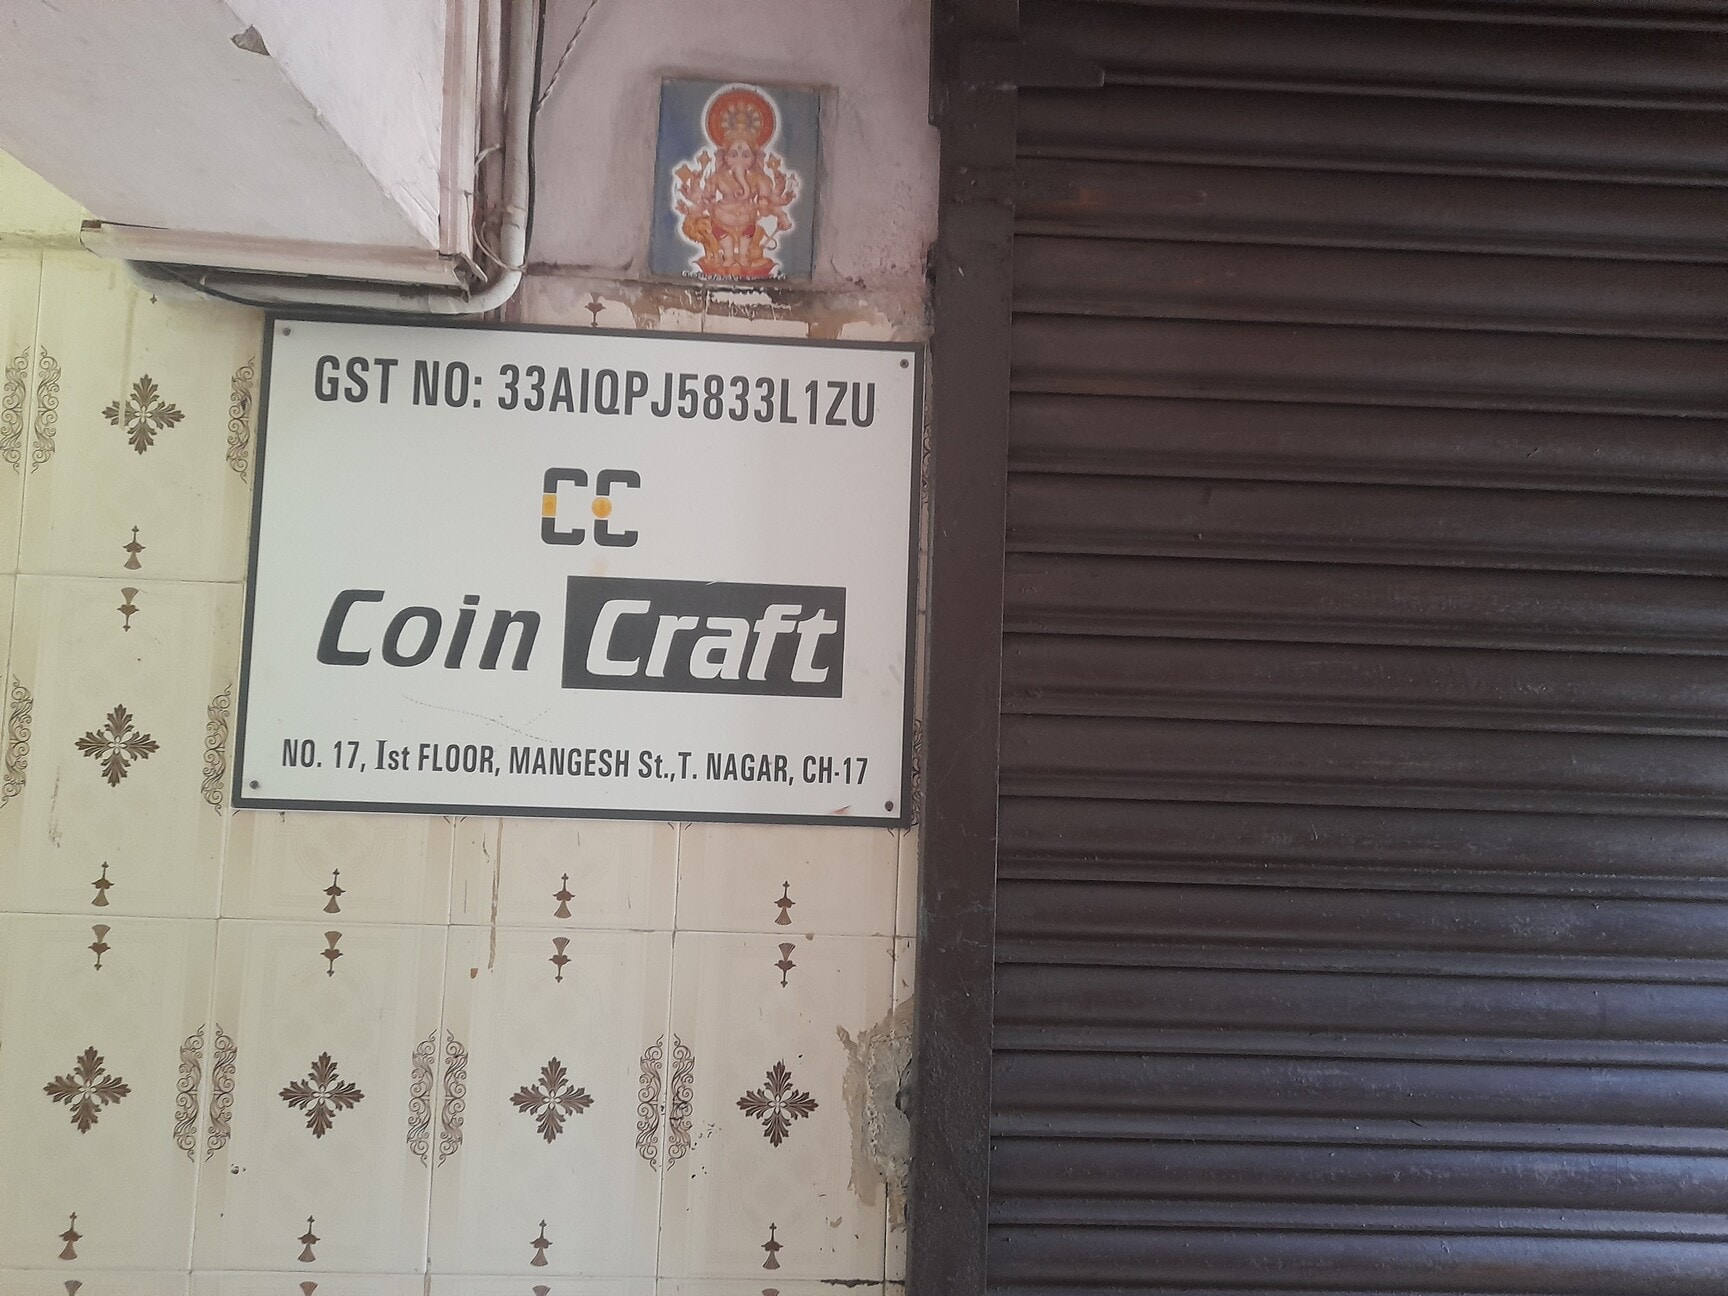 GST NO: 33AIQPJ5833L1ZU
CC
Coin Craft
NO. 17, Ist FLOOR, MANGESH St.,T. NAGAR, CH-17